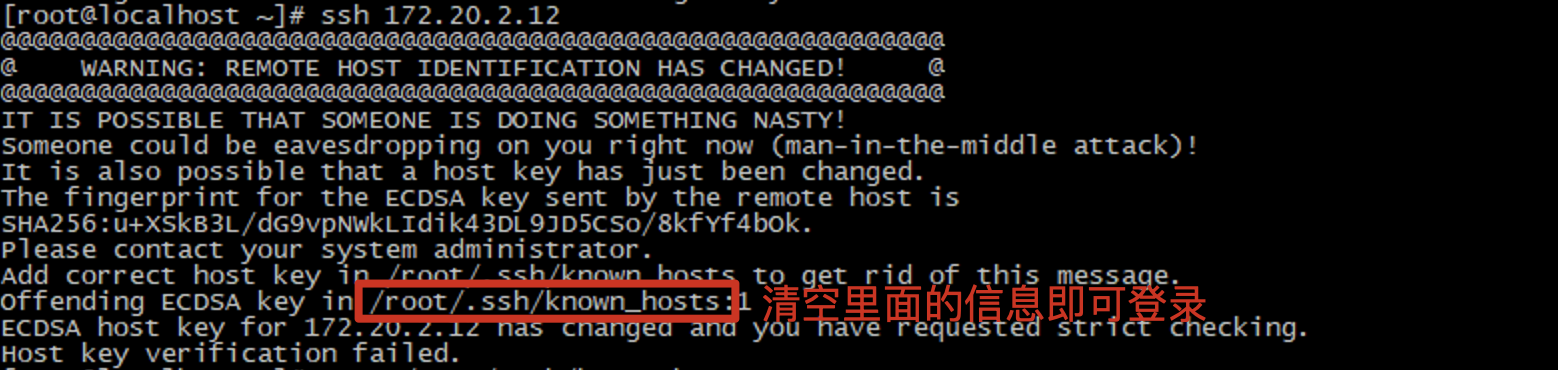 [root@localhost ~]# ssh 172.20.2.12
@@@@@@@@@@@@@@@@@@@@@@@@@@@@@@@@@@@@@@@@@@@@@@@@@@@@@@@@@@@
@    WARNING: REMOTE HOST IDENTIFICATION HAS CHANGED!     @
@@@@@@@@@@@@@@@@@@@@@@@@@@@@@@@@@@@@@@@@@@@@@@@@@@@@@@@@@@@
IT IS POSSIBLE THAT SOMEONE IS DOING SOMETHING NASTY!
Someone could be eavesdropping on you right now (man-in-the-middle attack)!
It is also possible that a host key has just been changed.
The fingerprint for the ECDSA key sent by the remote host is
SHA256:u+XSkB3L/dG9vpNWkLIdik43DL9JD5CSo/8kfYf4bOk.
Please contact your system administrator.
Add correct host key in /root/.ssh/known_hosts to get rid of this message.
Offending ECDSA key in /root/.ssh/known_hosts:1 清空里面的信息即可登录
ECDSA host key for 172.20.2.12 has changed and you have requested strict checking.
Host key verification failed.